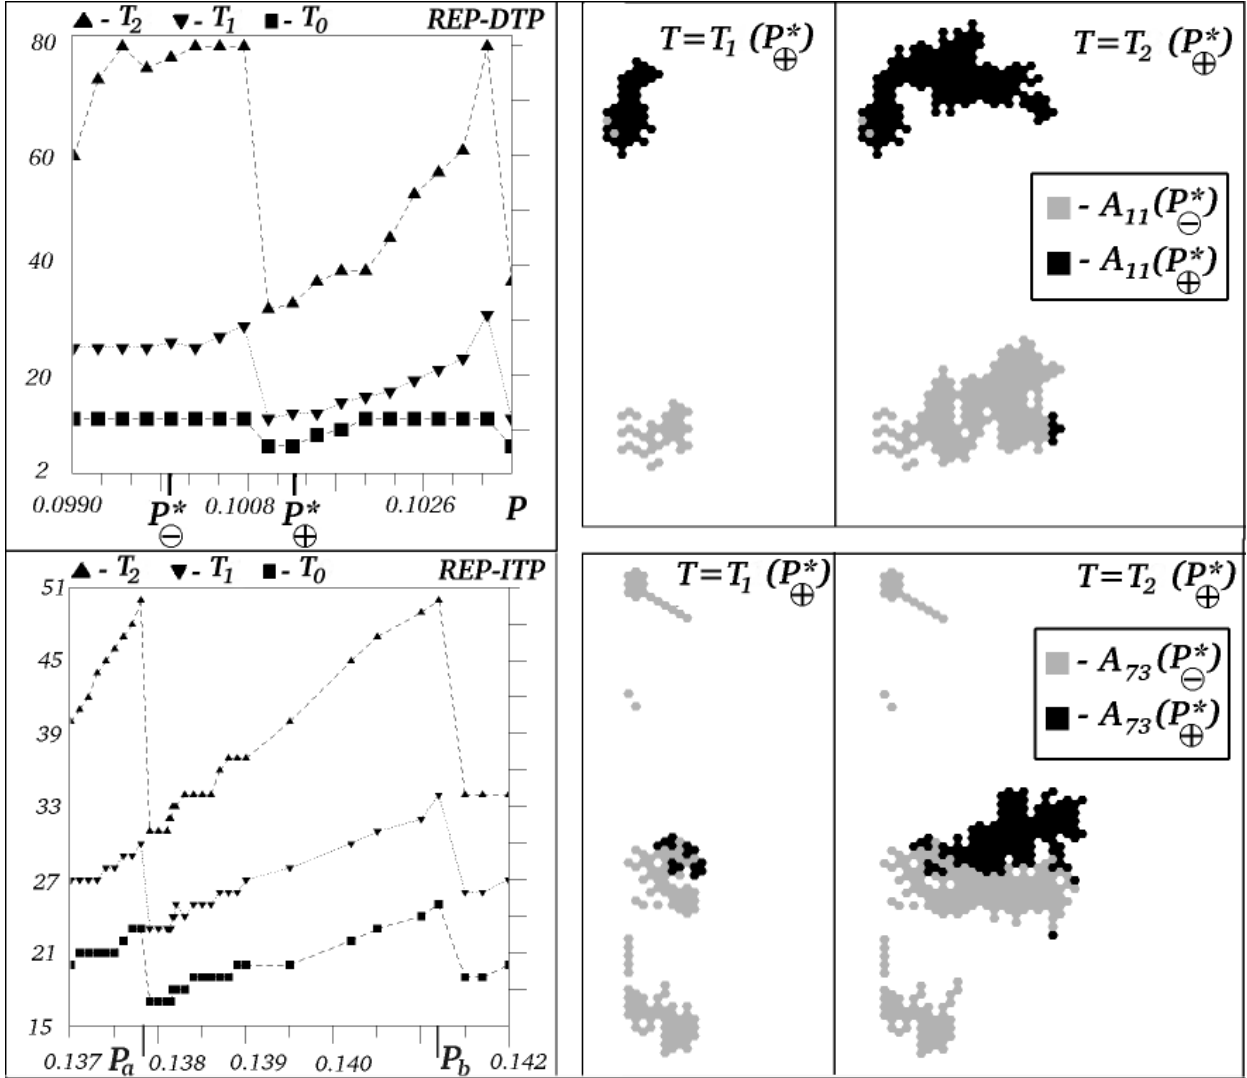 ▲ - T2 ▼ - T1 ■ - T0 REP-DTP
80
60
40
20
2
0.0990 0.1008 0.1026 P
P*⊖ P*⊕
T=T1 (P*⊕)
T=T2 (P*⊕)
- A11(P*⊖)
- A11(P*⊕)
▲ - T2 ▼ - T1 ■ - T0 REP-ITP
51
45
39
33
27
21
15
0.137 Pa 0.138 0.139 0.140 Pb 0.142
T=T1 (P*⊕)
T=T2 (P*⊕)
- A73(P*⊖)
- A73(P*⊕)